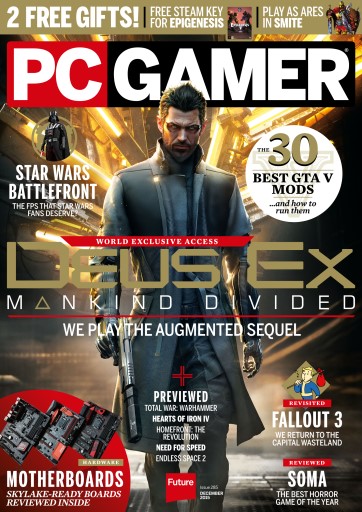 2 FREE GIFTS!
FREE STEAM KEY
FOR EPIGENESIS
PLAY AS ARES
IN SMITE
PC GAMER
STAR WARS
BATTLEFRONT
THE FPS THAT STAR WARS
FANS DESERVE?
THE 30
BEST GTA V
MODS
...and how to
run them
WORLD EXCLUSIVE ACCESS
DEUS EX
MANKIND DIVIDED
WE PLAY THE AUGMENTED SEQUEL
PREVIEWED
TOTAL WAR: WARHAMMER
HEARTS OF IRON IV
HOMEFRONT: THE
REVOLUTION
NEED FOR SPEED
ENDLESS SPACE 2
REVISITED
FALLOUT 3
WE RETURN TO THE
CAPITAL WASTELAND
HARDWARE
MOTHERBOARDS
SKYLAKE-READY BOARDS
REVIEWED INSIDE
Future
Issue 285
DECEMBER
2015
REVIEWED
SOMA
THE BEST HORROR
GAME OF THE YEAR